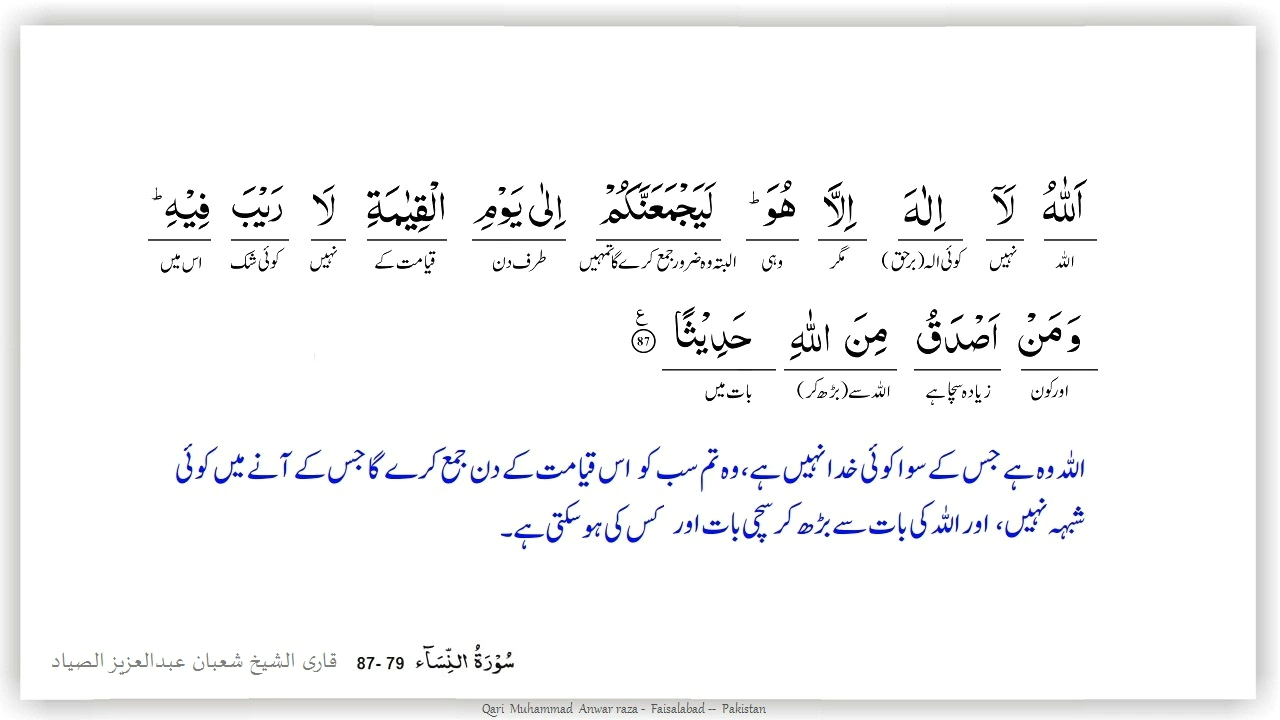 اَللّٰهُ لَآ اِلٰهَ اِلَّا هُوَ ؕ لَيَجْمَعَنَّكُمْ اِلٰى يَوْمِ الْقِيٰمَةِ لَا رَيْبَ فِيْهِ ؕ
اللہ نہیں کوئی الہ (برحق) مگر وہی البتہ وہ ضرور جمع کرے گا تمہیں طرف دن قیامت کے نہیں کوئی شک اس میں
وَ مَنْ اَصْدَقُ مِنَ اللّٰهِ حَدِيْثًا ع 87
اور کون زیادہ سچا ہے اللہ سے (بڑھ کر) بات میں
اللہ وہ ہے جس کے سوا کوئی خدا نہیں ہے، وہ تم سب کو اس قیامت کے دن جمع کرے گا جس کے آنے میں کوئی
شبہہ نہیں، اور اللہ کی بات سے بڑھ کر سچی بات اور کس کی ہو سکتی ہے۔
سُوْرَةُ النِّسَآء 79 -87 قاری الشیخ شعبان عبدالعزیز الصیاد
Qari Muhammad Anwar raza - Faisalabad -- Pakistan